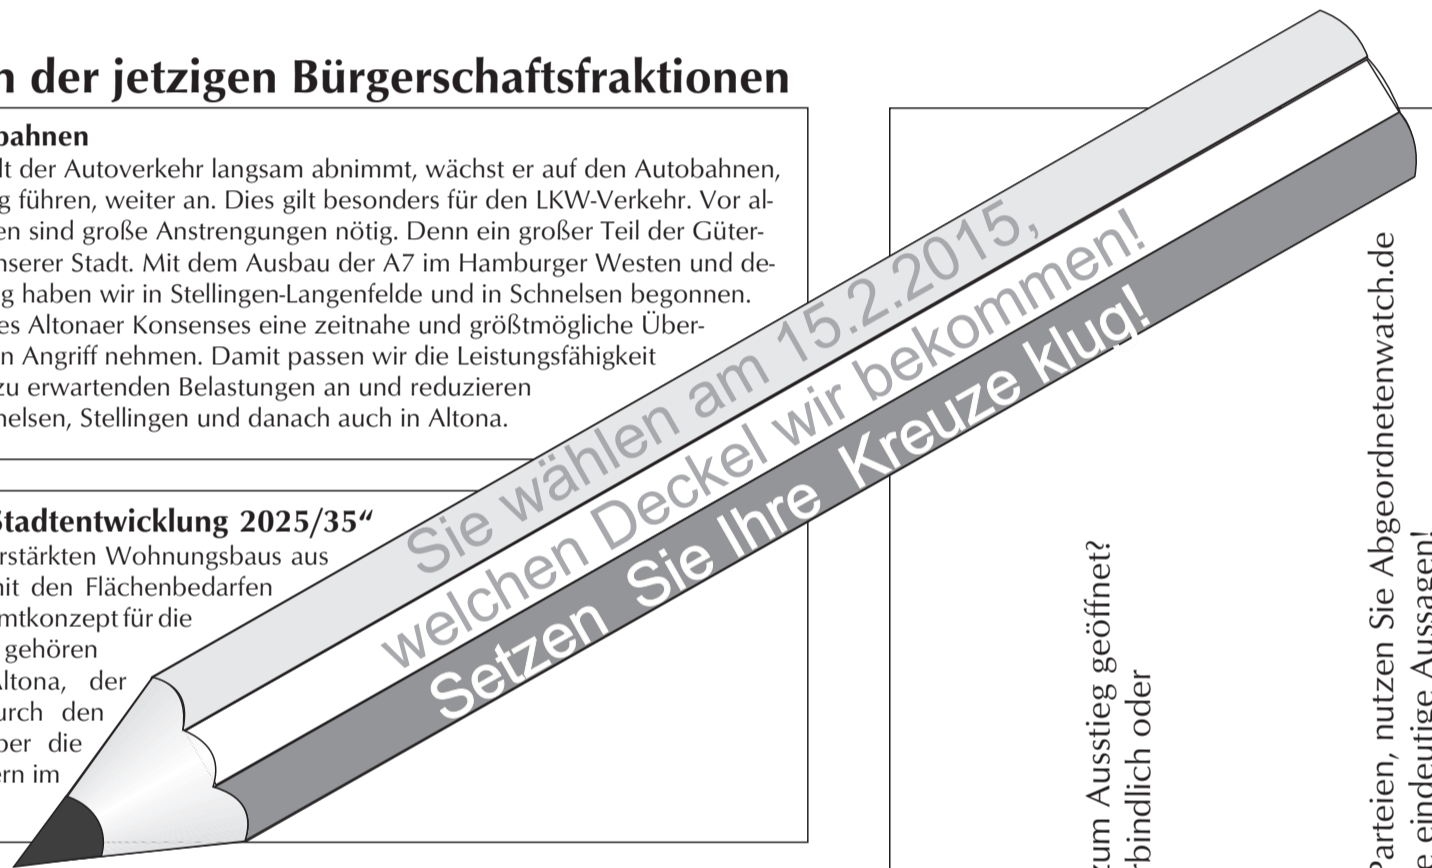 der jetzigen Bürgerschaftsfraktionen
bahnen
der Autoverkehr langsam abnimmt, wächst er auf den Autobahnen,
führen, weiter an. Dies gilt besonders für den LKW-Verkehr. Vor al-
sind große Anstrengungen nötig. Denn ein großer Teil der Güter-
nserer Stadt. Mit dem Ausbau der A7 im Hamburger Westen und de-
haben wir in Stellingen-Langenfelde und in Schnelsen begonnen.
es Altonaer Konsenses eine zeitnahe und größtmögliche Über-
n Angriff nehmen. Damit passen wir die Leistungsfähigkeit
zu erwartenden Belastungen an und reduzieren
nelsen, Stellingen und danach auch in Altona.
Stadtentwicklung 2025/35“
rstärkten Wohnungsbaus aus
mit den Flächenbedarfen
mtkonzept für die
gehören
Altona, der
urch den
ber die
ern im
Sie wählen am 15.2.2015,
welchen Deckel wir bekommen!
Setzen Sie Ihre Kreuze klug!
zum Ausstieg geöffnet?
rbindlich oder
Parteien, nutzen Sie Abgeordnetenwatch.de
e eindeutige Aussagen!